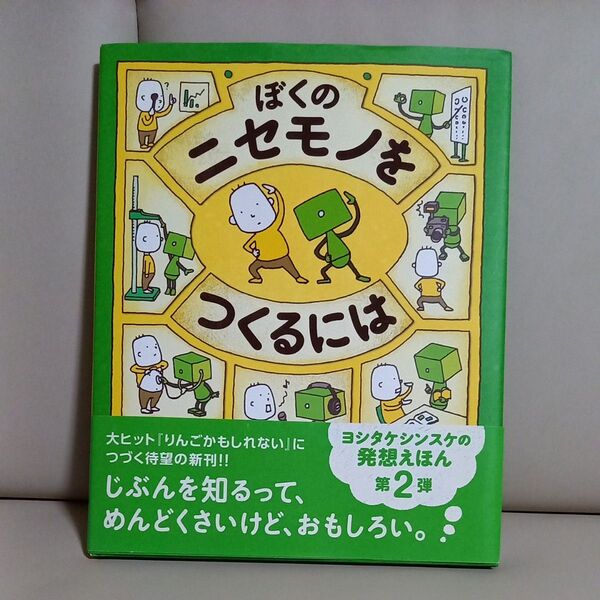 ぼくの
ニセモノを
つくるには
大ヒット『りんごかもしれない』に
つづく待望の新刊!!
じぶんを知るって、
めんどくさいけど、おもしろい。
ヨシタケシンスケの
発想えほん
第2弾